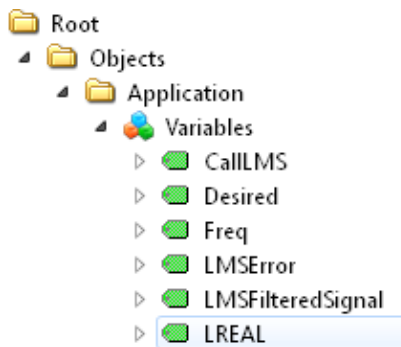 Root
Objects
Application
Variables
CallLMS
Desired
Freq
LMSError
LMSFilteredSignal
LREAL